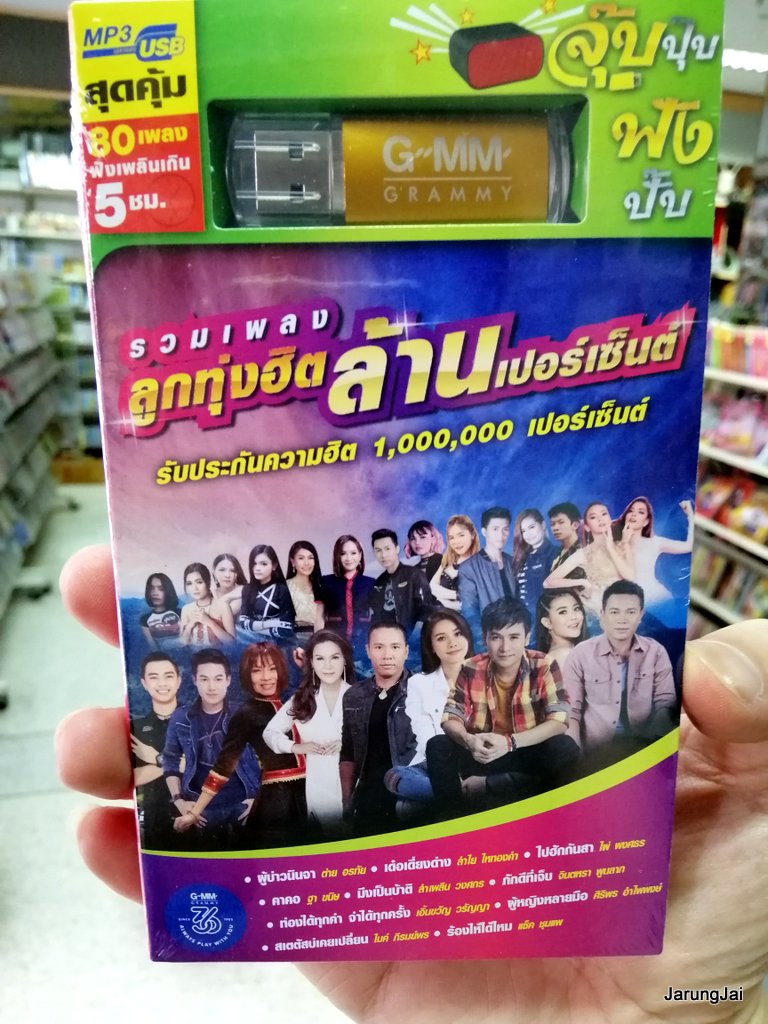 MP3 USB
สุดคุ้ม
80 เพลง
ฟังเพลินเกิน
5 ชม.
จุ๊บปุ๊บ
ฟังปั๊บ
G"MM'
GRAMMY
รวมเพลง
ลูกทุ่งฮิตล้านเปอร์เซ็นต์
รับประกันความฮิต 1,000,000 เปอร์เซ็นต์
• ผู้บ่าวนินจา ต่าย อรทัย • เต๋อเตี่ยงต่าง ลำไย ไหทองคำ • ไปฮักกันสา ไผ่ พงศธร
• คาคอ ฐา ขนิษ • มึงเป็นบ้าติ ลำเพลิน วงศกร • ภักดีที่เจ็บ จินตหรา พูนลาภ
• ท่องได้ทุกคำ จำได้ทุกครั้ง เอิ้นขวัญ วรัญญา • ผู้หญิงหลายมือ ศิริพร อำไพพงษ์
• สเตตัสบ่เคยเปลี่ยน ไมค์ ภิรมย์พร • ร้องไห้ได้ไหม แช็ค ชุมแพ
G"MM'
GRAMMY
SINCE 36 1983
ALWAYS PLAY WITH YOU
JarungJai